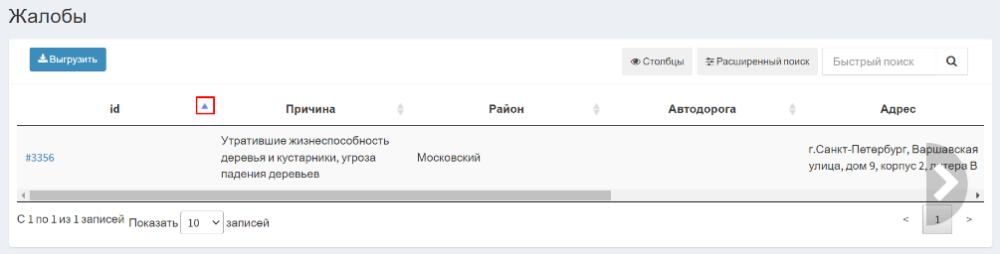 Жалобы
Выгрузить
Столбцы
Расширенный поиск
Быстрый поиск
id Причина Район Автодорога Адрес
Утратившие жизнеспособность
деревья и кустарники, угроза
падения деревьев
#3356
Московский
г.Санкт-Петербург, Варшавская
улица, дом 9, корпус 2, литера В
С 1 по 1 из 1 записей Показать 10 записей
< 1 >